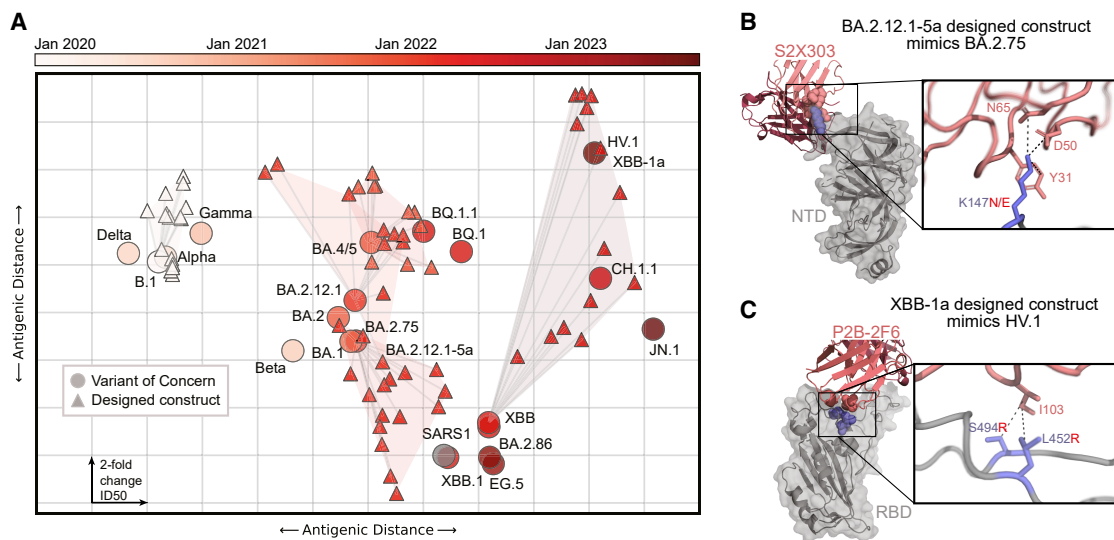 A
Jan 2020
Jan 2021
Jan 2022
Jan 2023
← Antigenic Distance →
HV.1
XBB-1a
Gamma
Delta
Alpha
B.1
BQ.1.1
BA.4/5
BQ.1
CH.1.1
BA.2.12.1
BA.2
BA.2.75
BA.1
BA.2.12.1-5a
Beta
JN.1
Variant of Concern
Designed construct
XBB
SARS1
BA.2.86
XBB.1
EG.5
2-fold
change
ID50
← Antigenic Distance →
B
BA.2.12.1-5a designed construct
mimics BA.2.75
S2X303
N65
D50
Y31
K147N/E
NTD
C
XBB-1a designed construct
mimics HV.1
P2B-2F6
I103
S494R
L452R
RBD